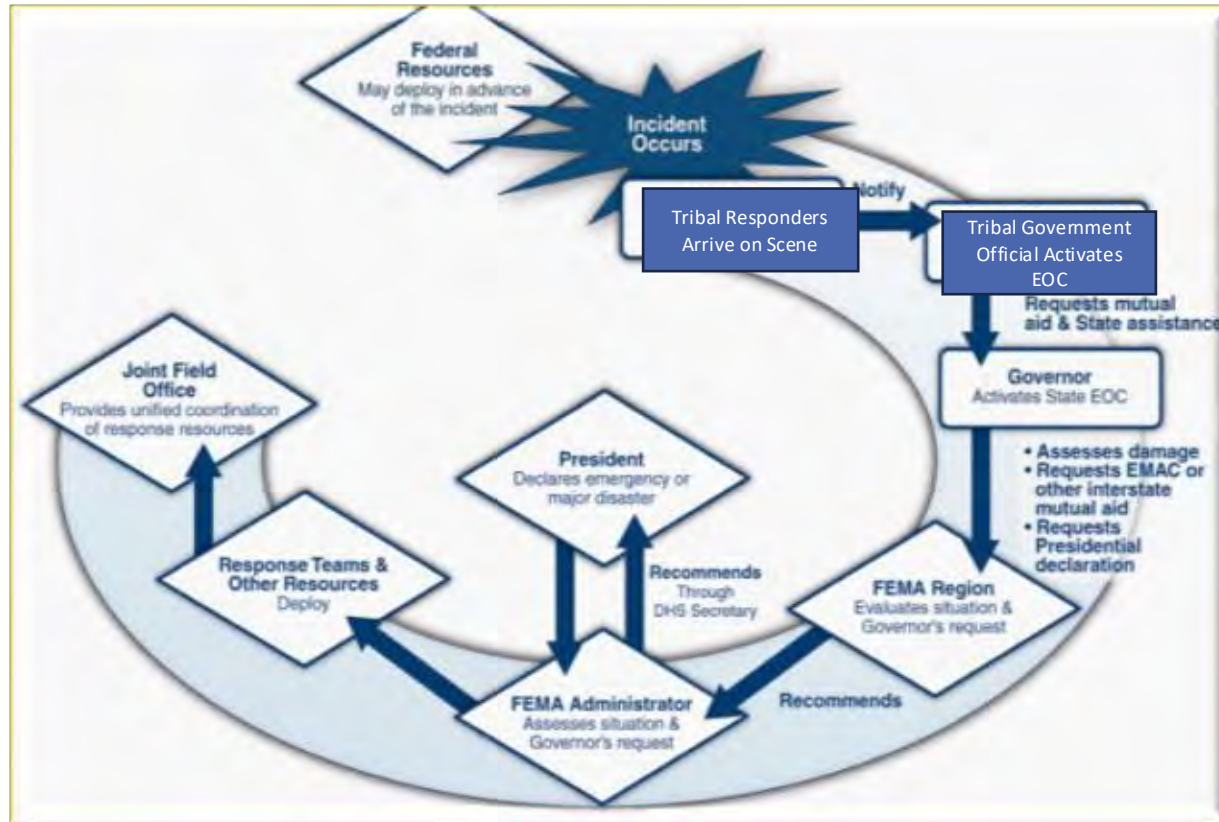 Federal
Resources
May deploy in advance
of the incident
Incident
Occurs
Tribal Responders
Arrive on Scene
Notify
Tribal Government
Official Activates
EOC
Requests mutual
aid & State assistance
Governor
Activates State EOC
• Assesses damage
• Requests EMAC or
other interstate
mutual aid
• Requests
Presidential
declaration
FEMA Region
Evaluates situation &
Governor's request
Recommends
FEMA Administrator
Assesses situation &
Governor's request
Recommends
Through
DHS Secretary
President
Declares emergency or
major disaster
Response Teams &
Other Resources
Deploy
Joint Field
Office
Provides unified coordination
of response resources